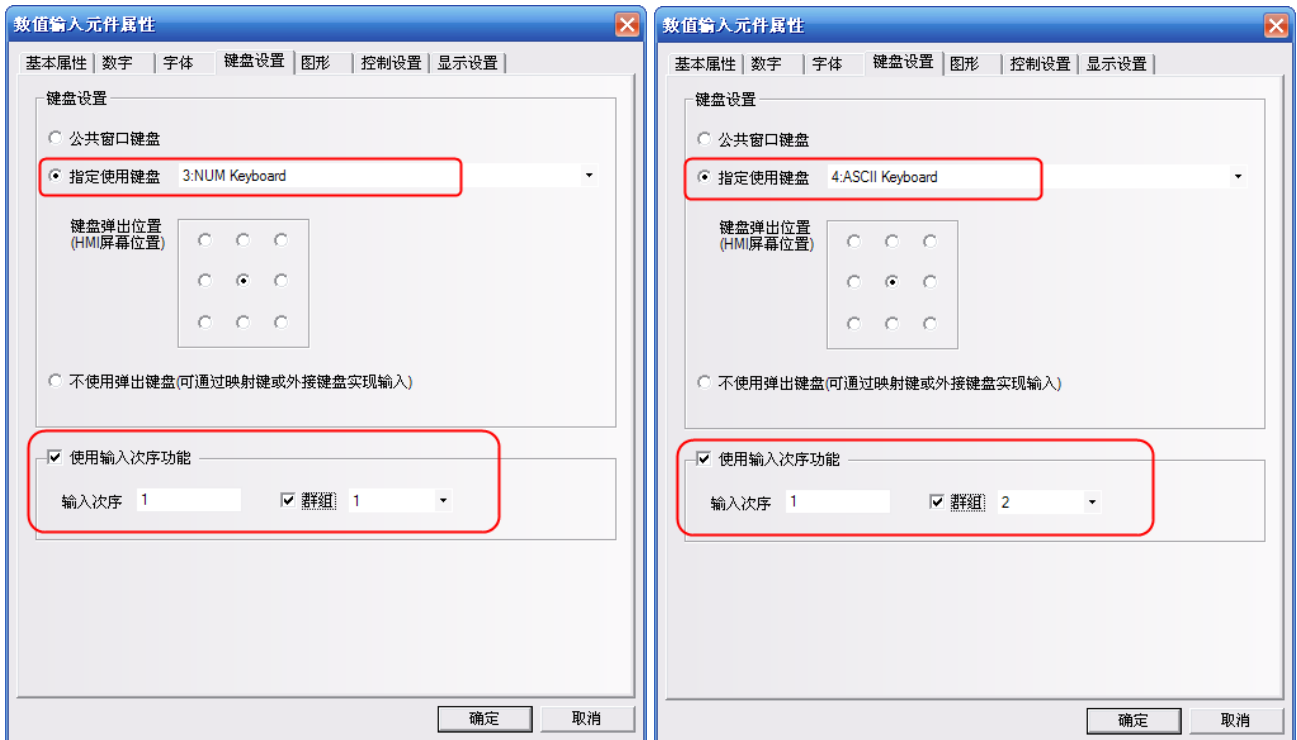 数值输入元件属性
基本属性 数字 字体 键盘设置 图形 控制设置 显示设置
键盘设置
公共窗口键盘
指定使用键盘 3:NUM Keyboard
键盘弹出位置
(HMI屏幕位置)
不使用弹出键盘(可通过映射键或外接键盘实现输入)
使用输入次序功能
输入次序 1 群组 1
确定 取消
数值输入元件属性
基本属性 数字 字体 键盘设置 图形 控制设置 显示设置
键盘设置
公共窗口键盘
指定使用键盘 4:ASCII Keyboard
键盘弹出位置
(HMI屏幕位置)
不使用弹出键盘(可通过映射键或外接键盘实现输入)
使用输入次序功能
输入次序 1 群组 2
确定 取消